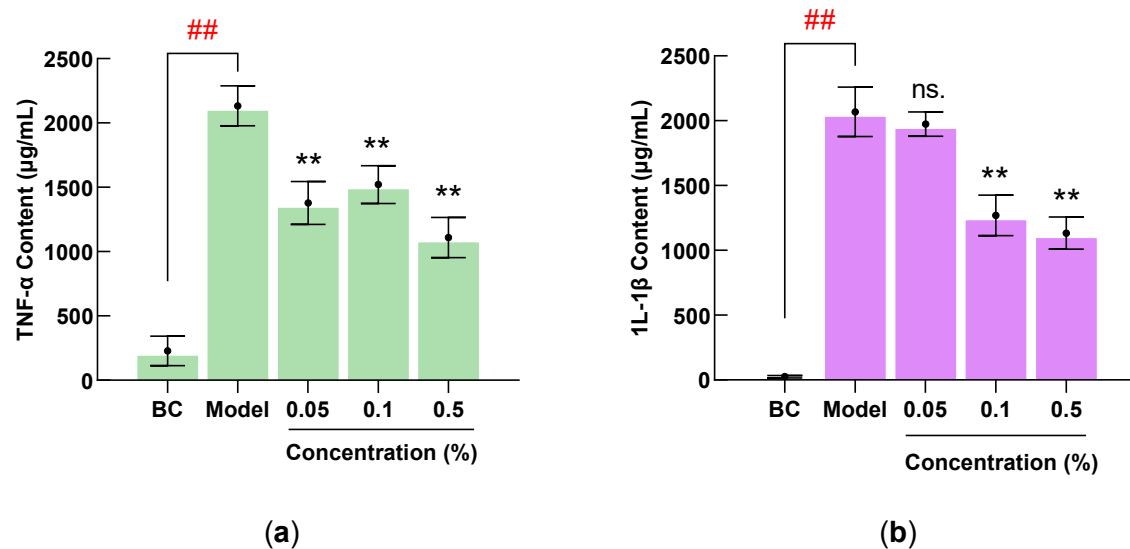 ##
2500
2000
1500
1000
500
0
TNF-α Content (µg/mL)
**
**
**
BC Model 0.05 0.1 0.5
Concentration (%)
(a)
##
2500
2000
1500
1000
500
0
1L-1β Content (µg/mL)
ns.
**
**
BC Model 0.05 0.1 0.5
Concentration (%)
(b)